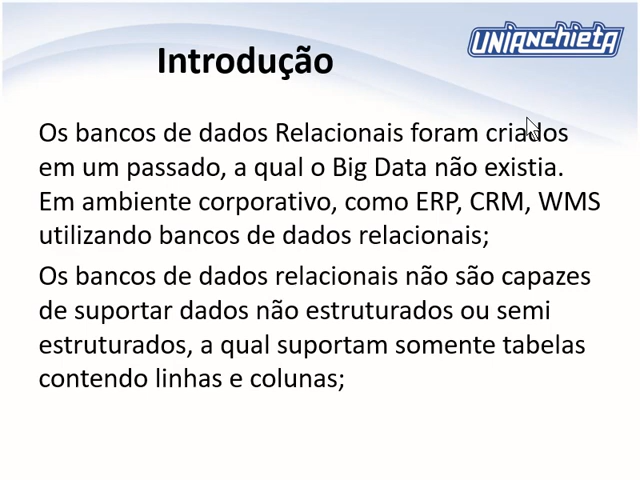 Introdução
UNIANCHIETA
Os bancos de dados Relacionais foram criados
em um passado, a qual o Big Data não existia.
Em ambiente corporativo, como ERP, CRM, WMS
utilizando bancos de dados relacionais;
Os bancos de dados relacionais não são capazes
de suportar dados não estruturados ou semi
estruturados, a qual suportam somente tabelas
contendo linhas e colunas;